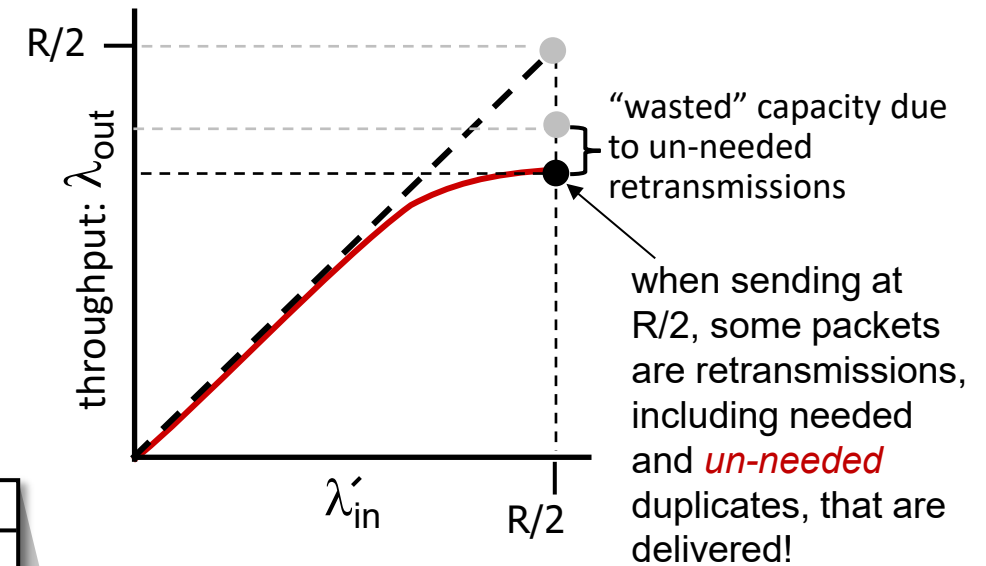 R/2
throughput: λout
“wasted” capacity due
to un-needed
retransmissions
when sending at
R/2, some packets
are retransmissions,
including needed
and un-needed
duplicates, that are
delivered!
λ′in
R/2